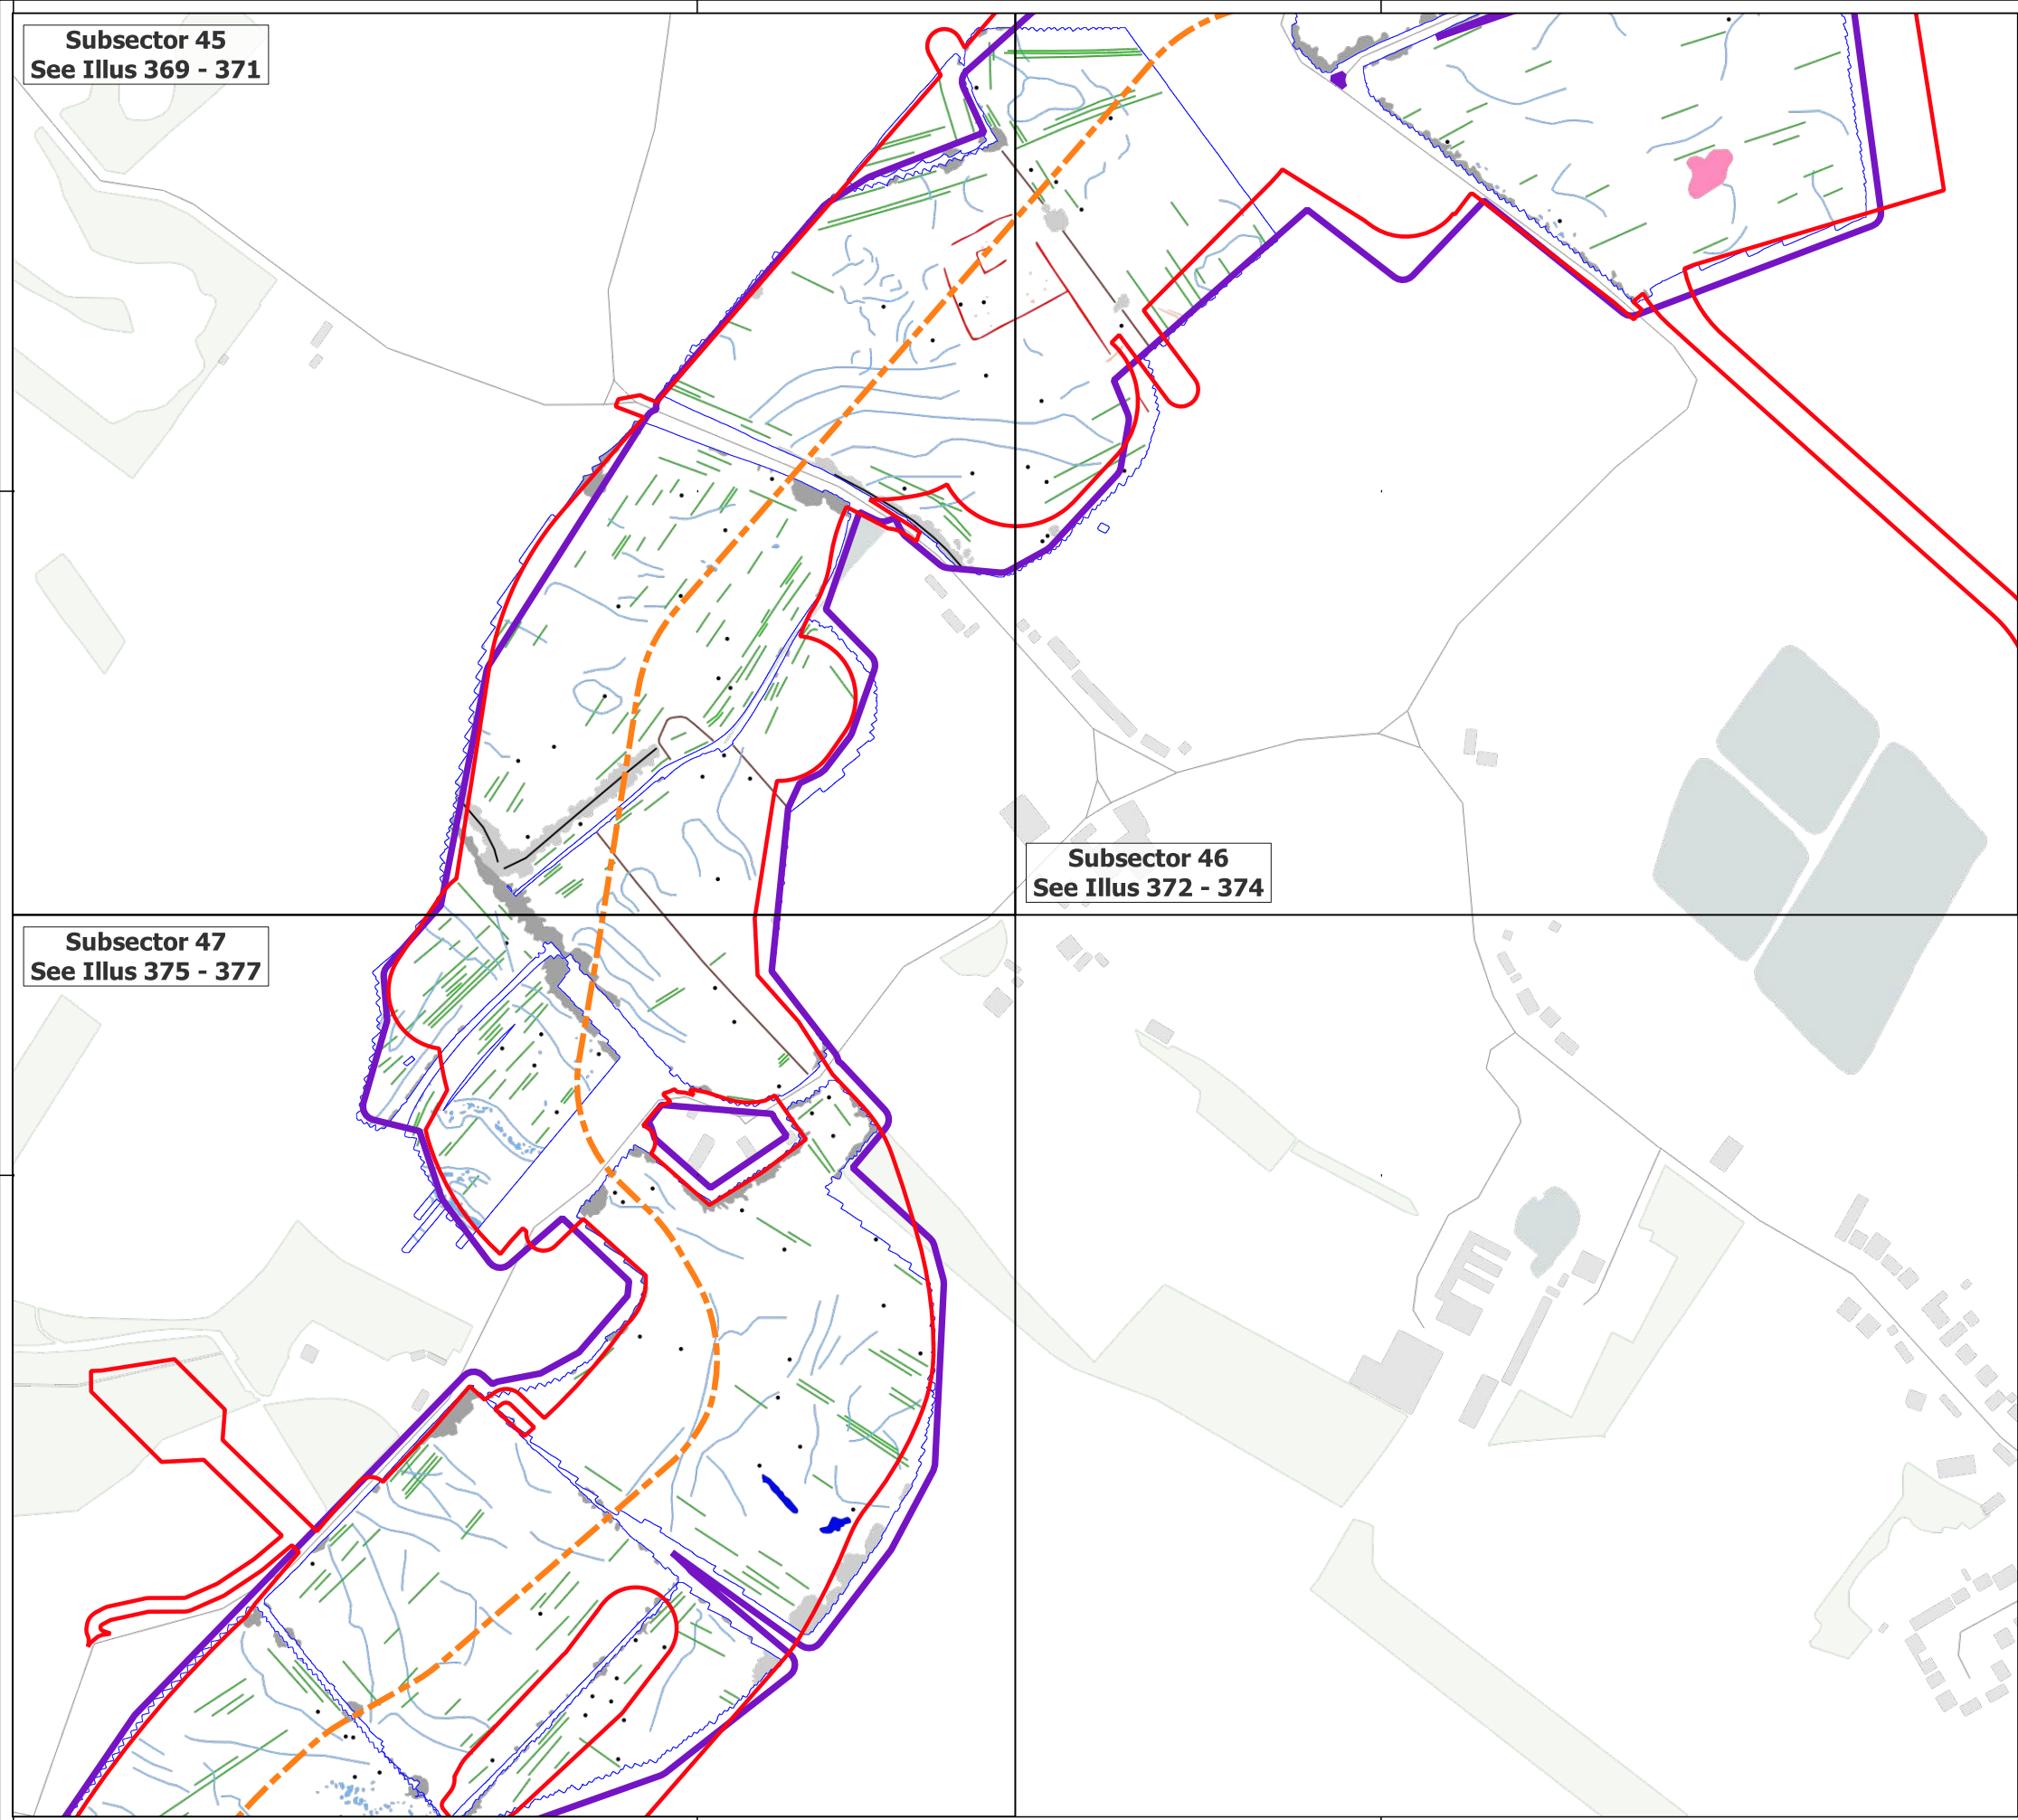 Subsector 45
See Illus 369 - 371
Subsector 46
See Illus 372 - 374
Subsector 47
See Illus 375 - 377